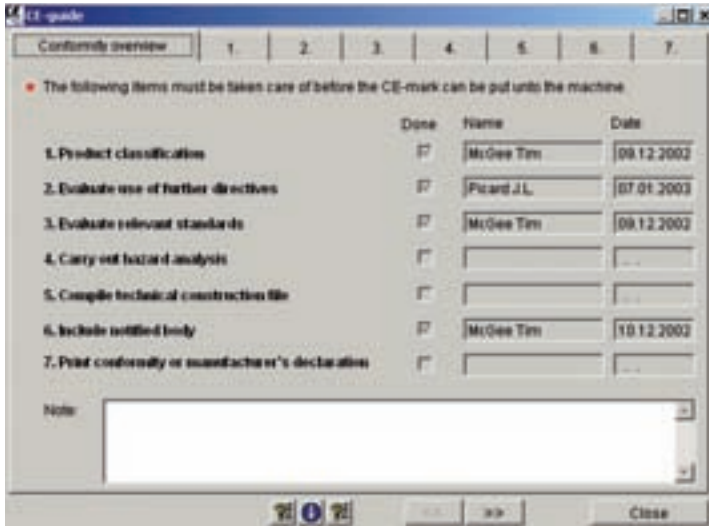 CE-guide
Conformity overview 1. 2. 3. 4. 5. 6. 7.
The following items must be taken care of before the CE-mark can be put unto the machine
Done Name Date
1. Product classification McGee Tim 09.12.2002
2. Evaluate use of further directives Picard J.L. 07.01.2003
3. Evaluate relevant standards McGee Tim 09.12.2002
4. Carry out hazard analysis . .
5. Compile technical construction file . .
6. Include notified body McGee Tim 10.12.2002
7. Print conformity or manufacturer's declaration . .
Note:
<< >> Close